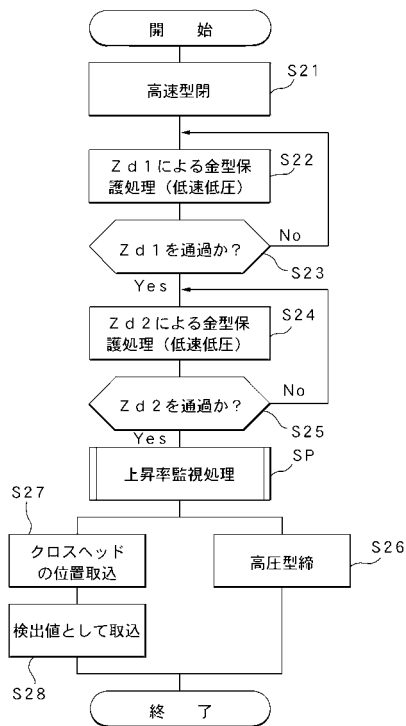 開　始
S21
高速型閉
S22
Ｚｄ１による金型保
護処理（低速低圧）
Ｚｄ１を通過か？
No
S23
Yes
S24
Ｚｄ２による金型保
護処理（低速低圧）
Ｚｄ２を通過か？
No
S25
Yes
SP
上昇率監視処理
S27
クロスヘッド
の位置取込
高圧型締
S26
検出値として取込
S28
終　了